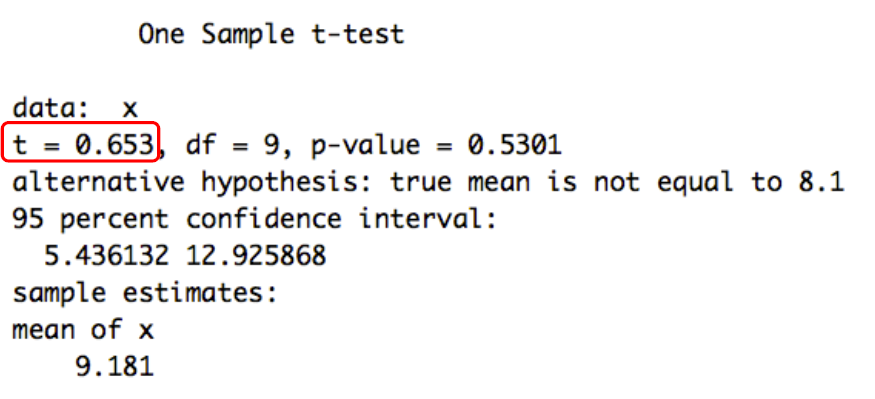 One Sample t-test
data:  x
t = 0.653, df = 9, p-value = 0.5301
alternative hypothesis: true mean is not equal to 8.1
95 percent confidence interval:
5.436132 12.925868
sample estimates:
mean of x
9.181